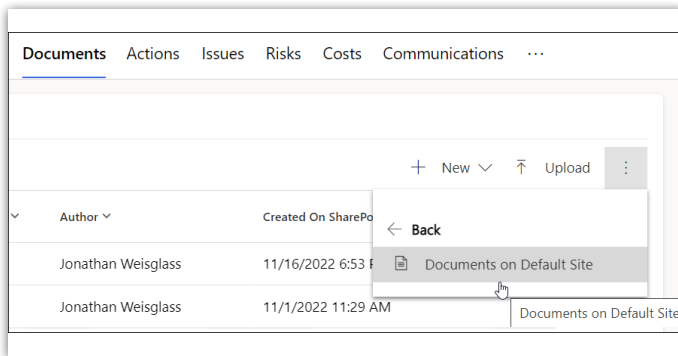 Documents Actions Issues Risks Costs Communications ...
+ New Upload
Author Created On SharePo
Back
Jonathan Weisglass 11/16/2022 6:53 P Documents on Default Site
Jonathan Weisglass 11/1/2022 11:29 AM
Documents on Default Site